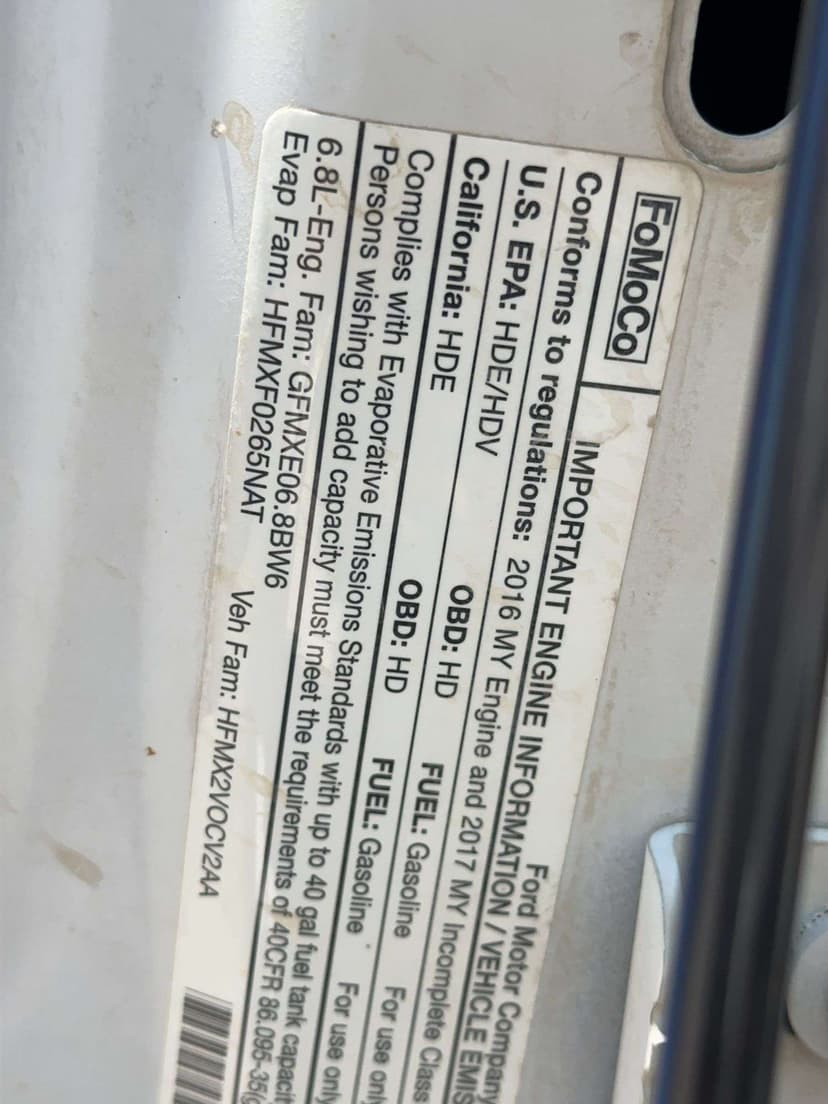 FoMoCo
Ford Motor Company
IMPORTANT ENGINE INFORMATION / VEHICLE EMIS
Conforms to regulations: 2016 MY Engine and 2017 MY Incomplete Class
U.S. EPA: HDE/HDV OBD: HD FUEL: Gasoline For use only
California: HDE OBD: HD FUEL: Gasoline For use only
Complies with Evaporative Emissions Standards with up to 40 gal fuel tank capacit
Persons wishing to add capacity must meet the requirements of 40CFR 86.095-35(g
6.8L-Eng. Fam: GFMXE06.8BW6
Evap Fam: HFMXF0265NAT Veh Fam: HFMX2VOCV2AA